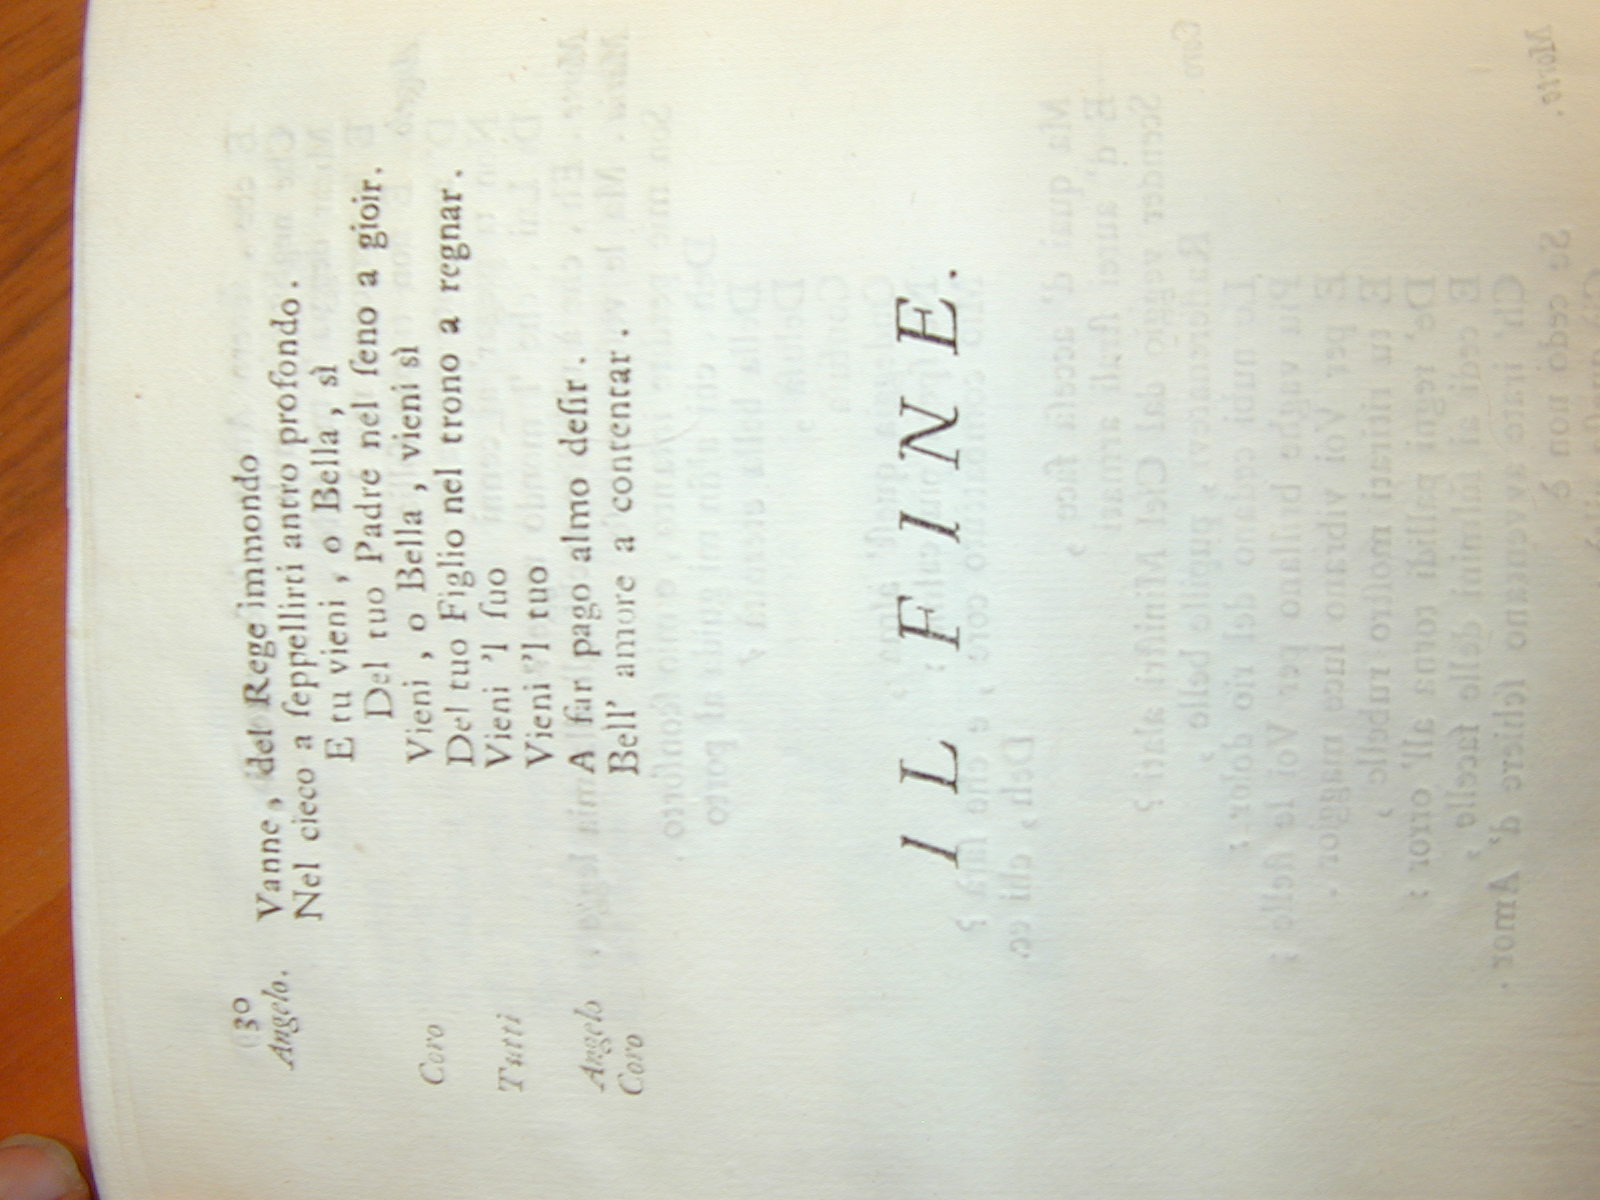 30
Angelo. Vanne, del Rege immondo
Nel cieco a ſeppellirti antro profondo.
E tu vieni, o Bella, sì
Del tuo Padre nel ſeno a gioir.
Coro Vieni, o Bella, vieni sì
Del tuo Figlio nel trono a regnar.
Tutti Vieni 'l ſuo
Vieni 'l tuo
Angelo A far pago almo deſir.
Coro Bell' amore a contentar.
IL FINE.